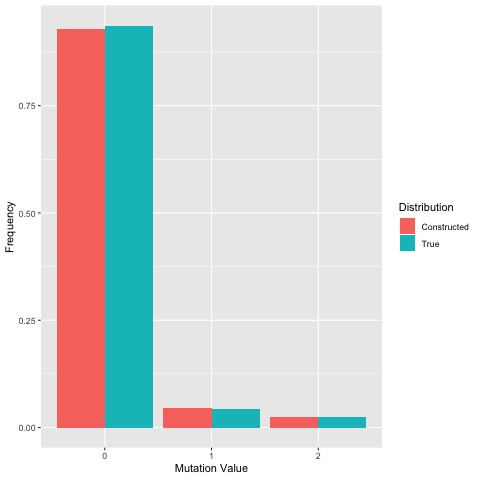 Frequency
0.75
0.50
0.25
0.00
0 1 2
Mutation Value
Distribution
Constructed
True